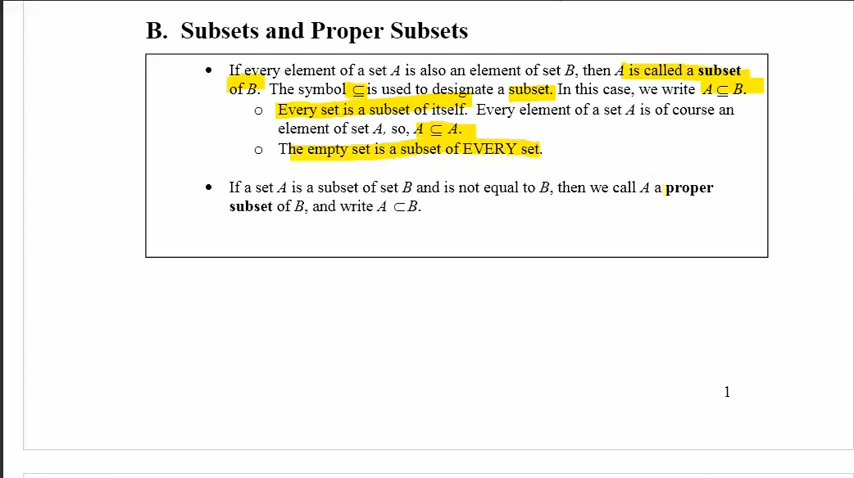 B. Subsets and Proper Subsets
• If every element of a set A is also an element of set B, then A is called a subset
of B. The symbol ⊆ is used to designate a subset. In this case, we write A ⊆ B.
o Every set is a subset of itself. Every element of a set A is of course an
element of set A, so, A ⊆ A.
o The empty set is a subset of EVERY set.
• If a set A is a subset of set B and is not equal to B, then we call A a proper
subset of B, and write A ⊂ B.
1